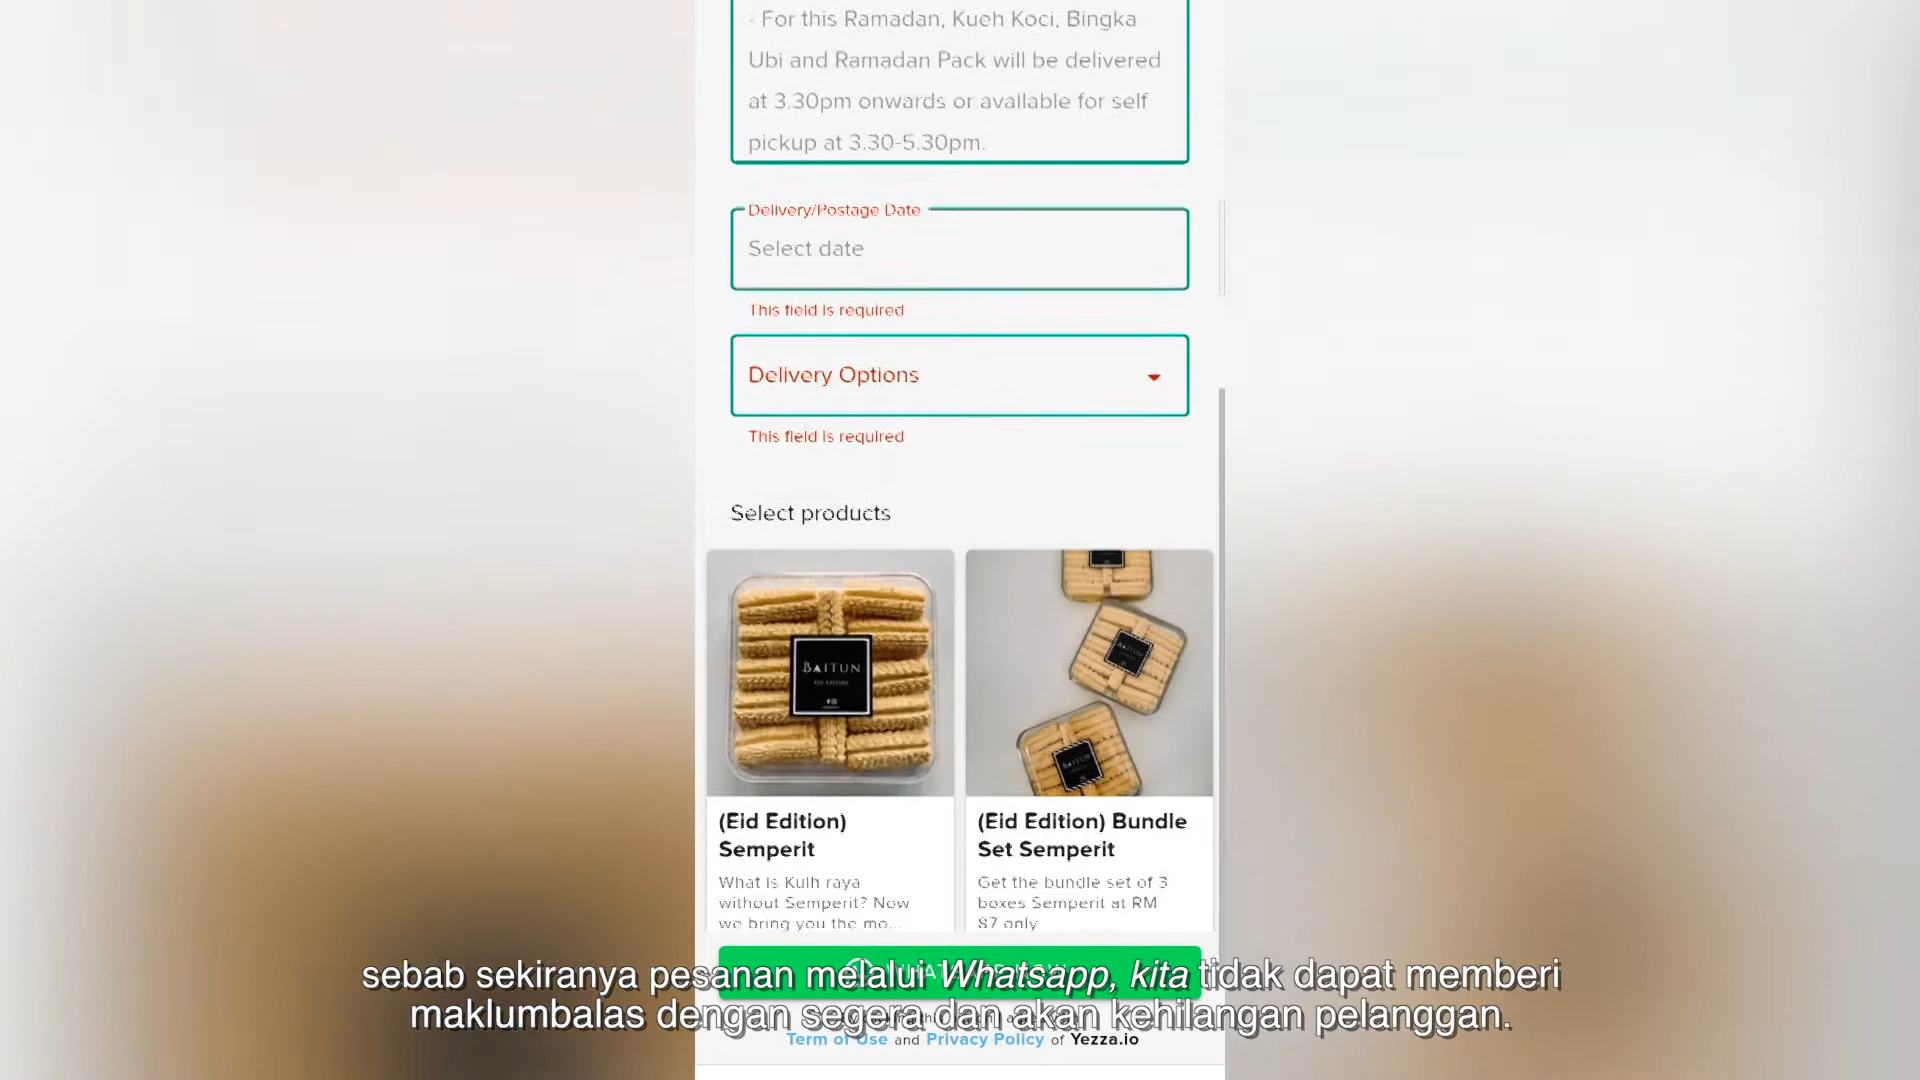 - For this Ramadan, Kueh Koci, Bingka
Ubi and Ramadan Pack will be delivered
at 3.30pm onwards or available for self
pickup at 3.30-5.30pm.
Delivery/Postage Date
Select date
This field is required
Delivery Options
This field is required
Select products
BAITUN
EID EDITION
BAITUN
BAITUN
(Eid Edition)
Semperit
What is Kuih raya
without Semperit? Now
we bring you the mo...
(Eid Edition) Bundle
Set Semperit
Get the bundle set of 3
boxes Semperit at RM
87 only
sebab sekiranya pesanan melalui Whatsapp, kita tidak dapat memberi
maklumbalas dengan segera dan akan kehilangan pelanggan.
Term of Use and Privacy Policy of Yezza.io